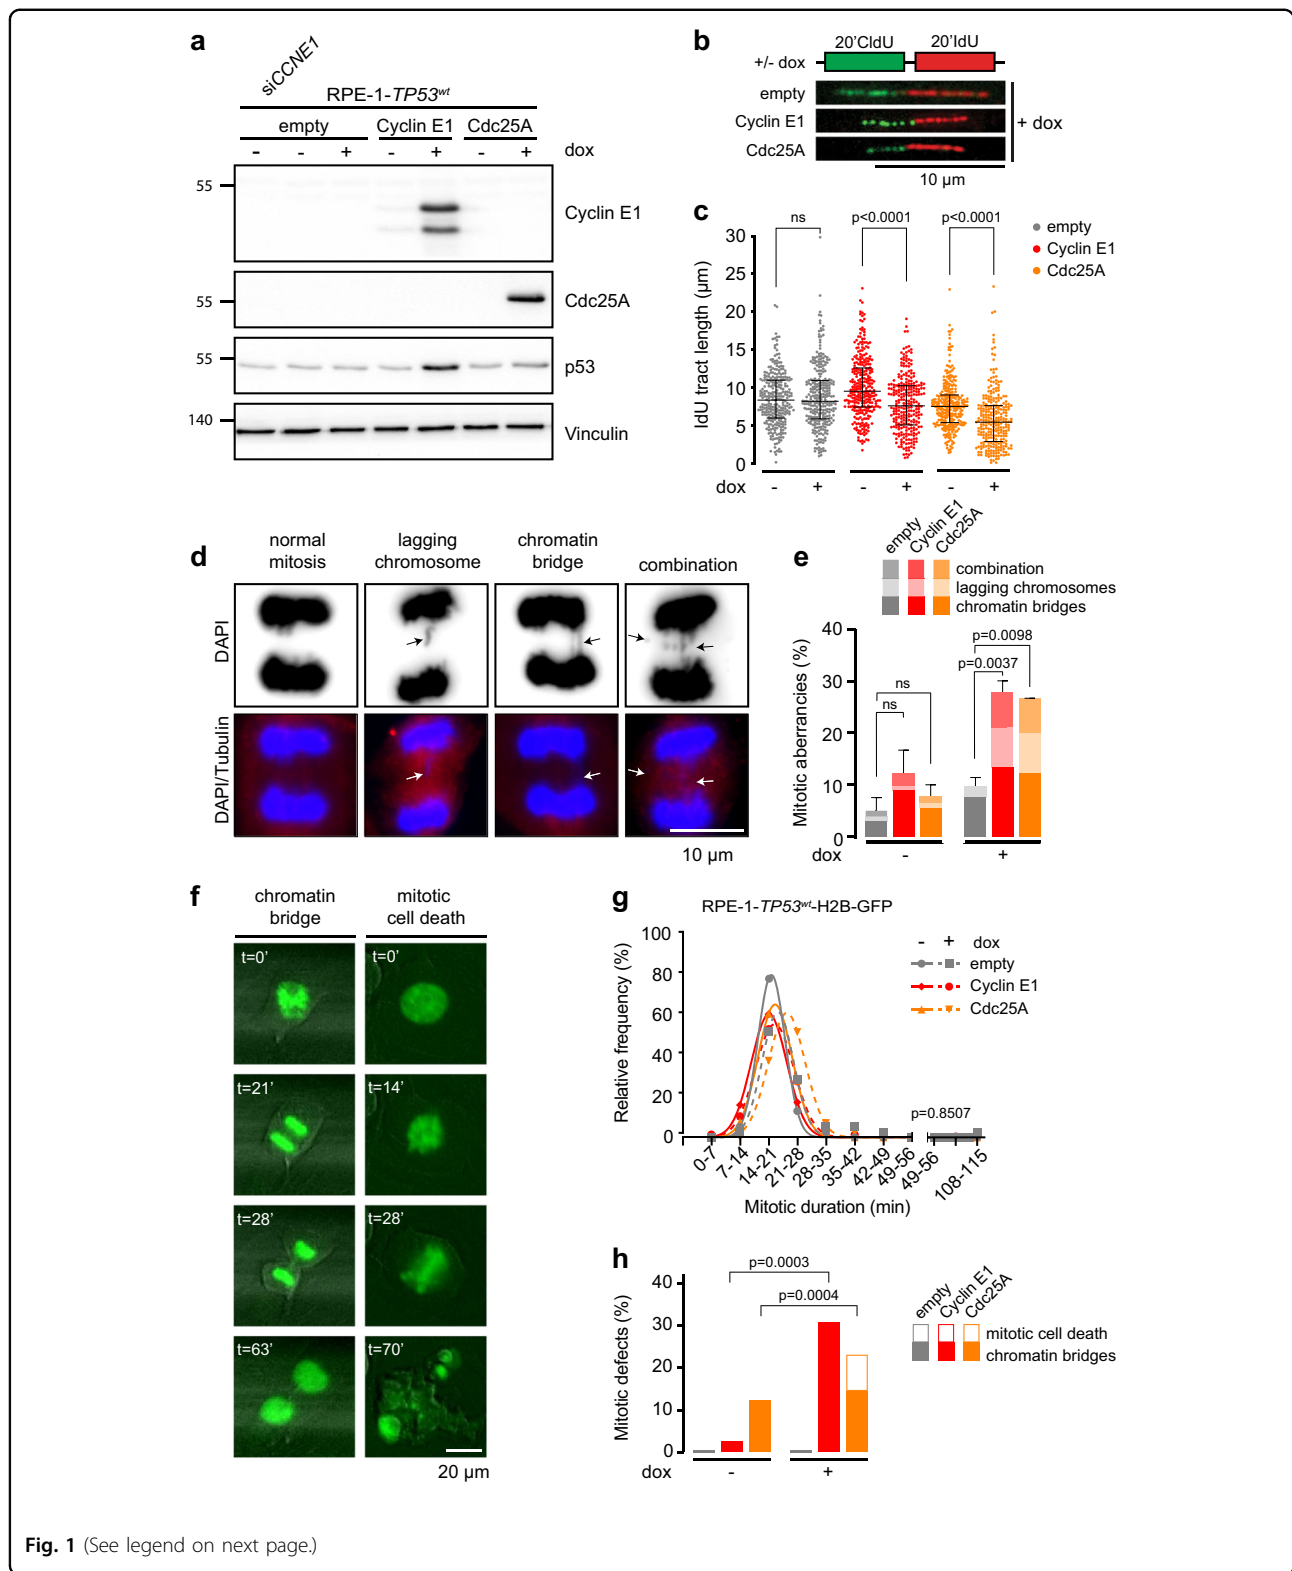 a
siCCNE1
RPE-1-TP53wt
empty Cyclin E1 Cdc25A
- - + - + - + dox
55
Cyclin E1
55
Cdc25A
55
p53
140
Vinculin
b
20'CldU 20'IdU
+/- dox
empty
Cyclin E1
Cdc25A
+ dox
10 µm
c
ns p<0.0001 p<0.0001
empty
Cyclin E1
Cdc25A
IdU tract length (µm)
30
25
20
15
10
5
0
dox - + - + - +
d
normal mitosis
lagging chromosome
chromatin bridge
combination
DAPI
DAPI/Tubulin
10 µm
e
empty
Cyclin E1
Cdc25A
combination
lagging chromosomes
chromatin bridges
Mitotic aberrancies (%)
40
30
20
10
0
ns
ns
p=0.0098
p=0.0037
dox - +
f
chromatin bridge
mitotic cell death
t=0' t=0'
t=21' t=14'
t=28' t=28'
t=63' t=70'
20 µm
g
RPE-1-TP53wt-H2B-GFP
Relative frequency (%)
100
80
60
40
20
0
- + dox
empty
Cyclin E1
Cdc25A
p=0.8507
0-7 7-14 14-21 21-28 28-35 35-42 42-49 49-56 49-56 108-115
Mitotic duration (min)
h
p=0.0003
p=0.0004
Mitotic defects (%)
40
30
20
10
0
dox - +
empty
Cyclin E1
Cdc25A
mitotic cell death
chromatin bridges
Fig. 1 (See legend on next page.)